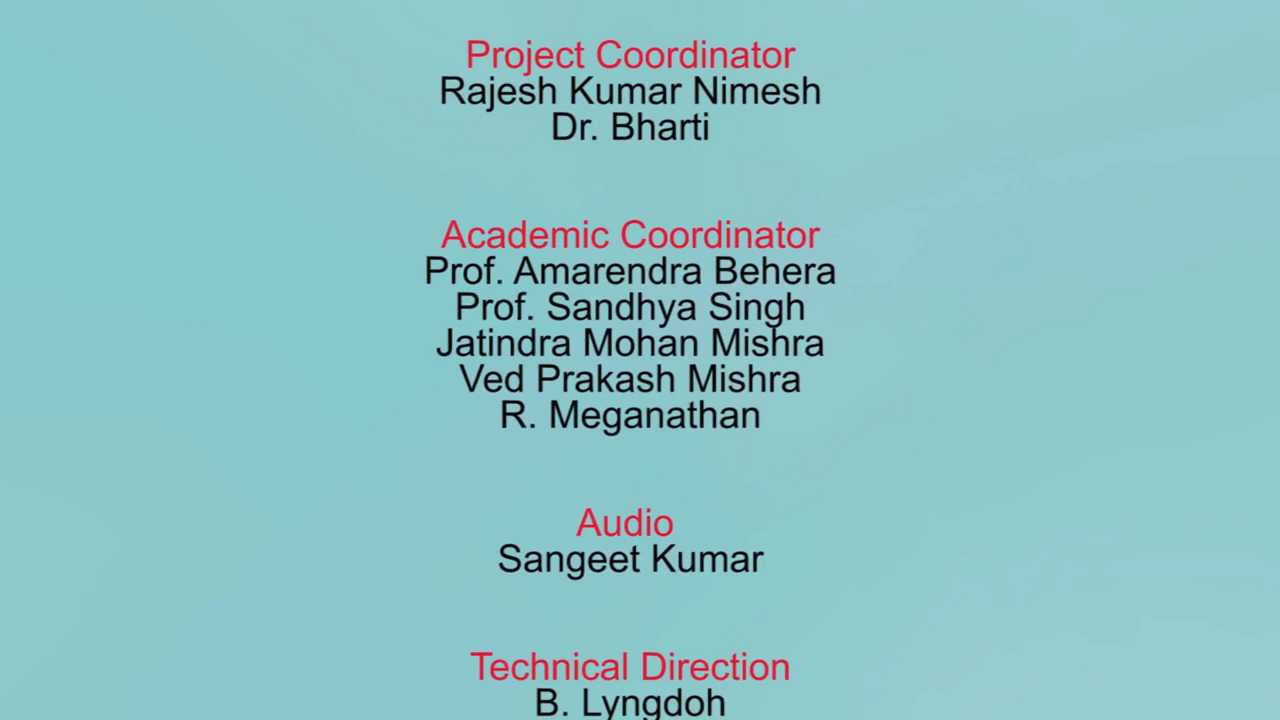 Project Coordinator
Rajesh Kumar Nimesh
Dr. Bharti
Academic Coordinator
Prof. Amarendra Behera
Prof. Sandhya Singh
Jatindra Mohan Mishra
Ved Prakash Mishra
R. Meganathan
Audio
Sangeet Kumar
Technical Direction
B. Lyngdoh